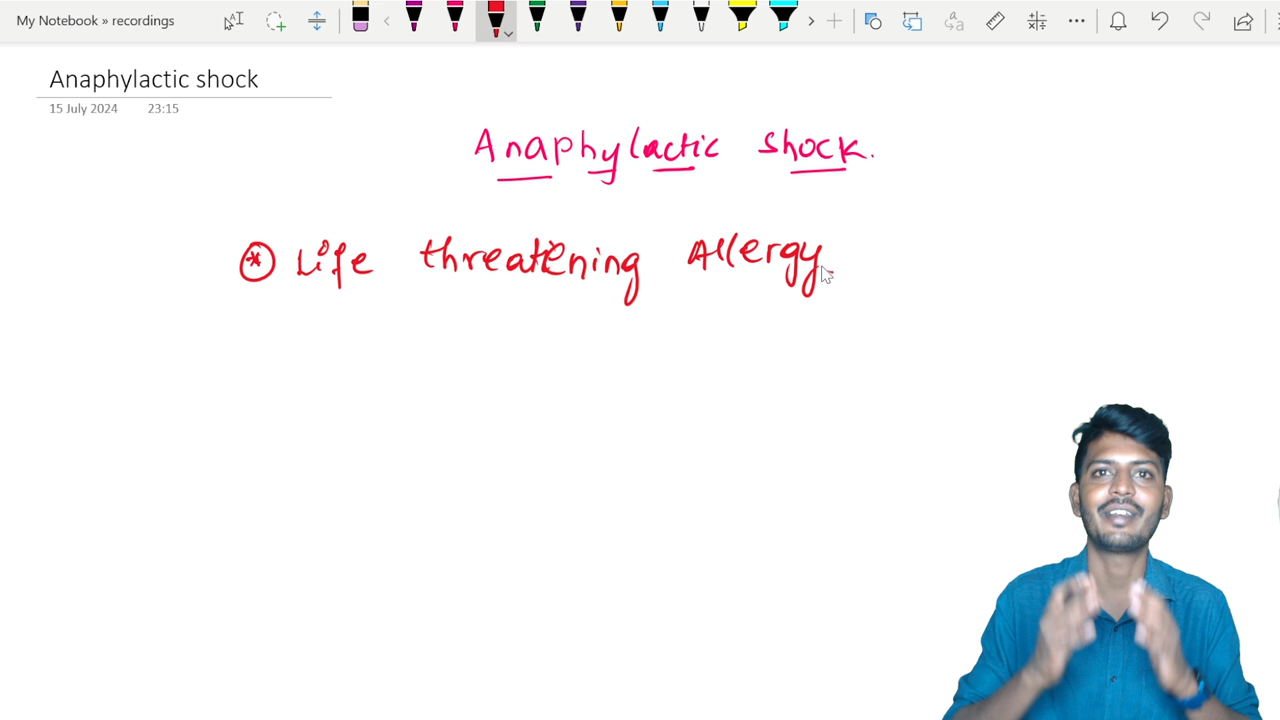 My Notebook » recordings
Anaphylactic shock
15 July 2024 23:15
Anaphylactic shock.
Life threatening Allergy.